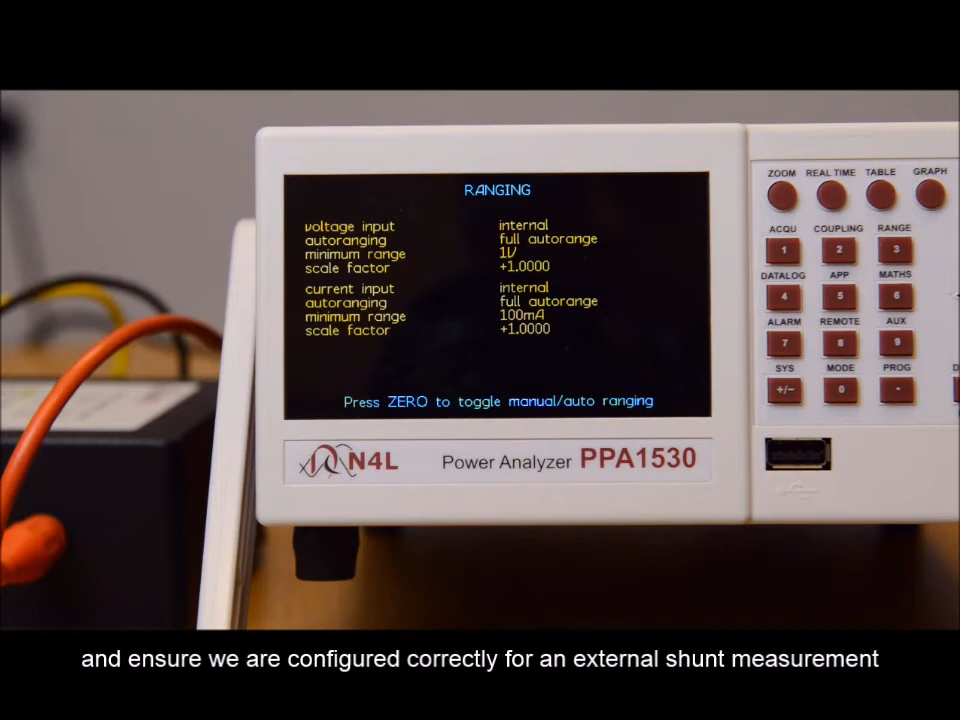 RANGING
voltage input internal
autoranging full autorange
minimum range 1V
scale factor +1.0000
current input internal
autoranging full autorange
minimum range 100mA
scale factor +1.0000
Press ZERO to toggle manual/auto ranging
N4L Power Analyzer PPA1530
ZOOM REAL TIME TABLE GRAPH
ACQU COUPLING RANGE
1 2 3
DATALOG APP MATHS
4 5 6
ALARM REMOTE AUX
7 8 9
SYS MODE PROG
+/− 0 .
and ensure we are configured correctly for an external shunt measurement